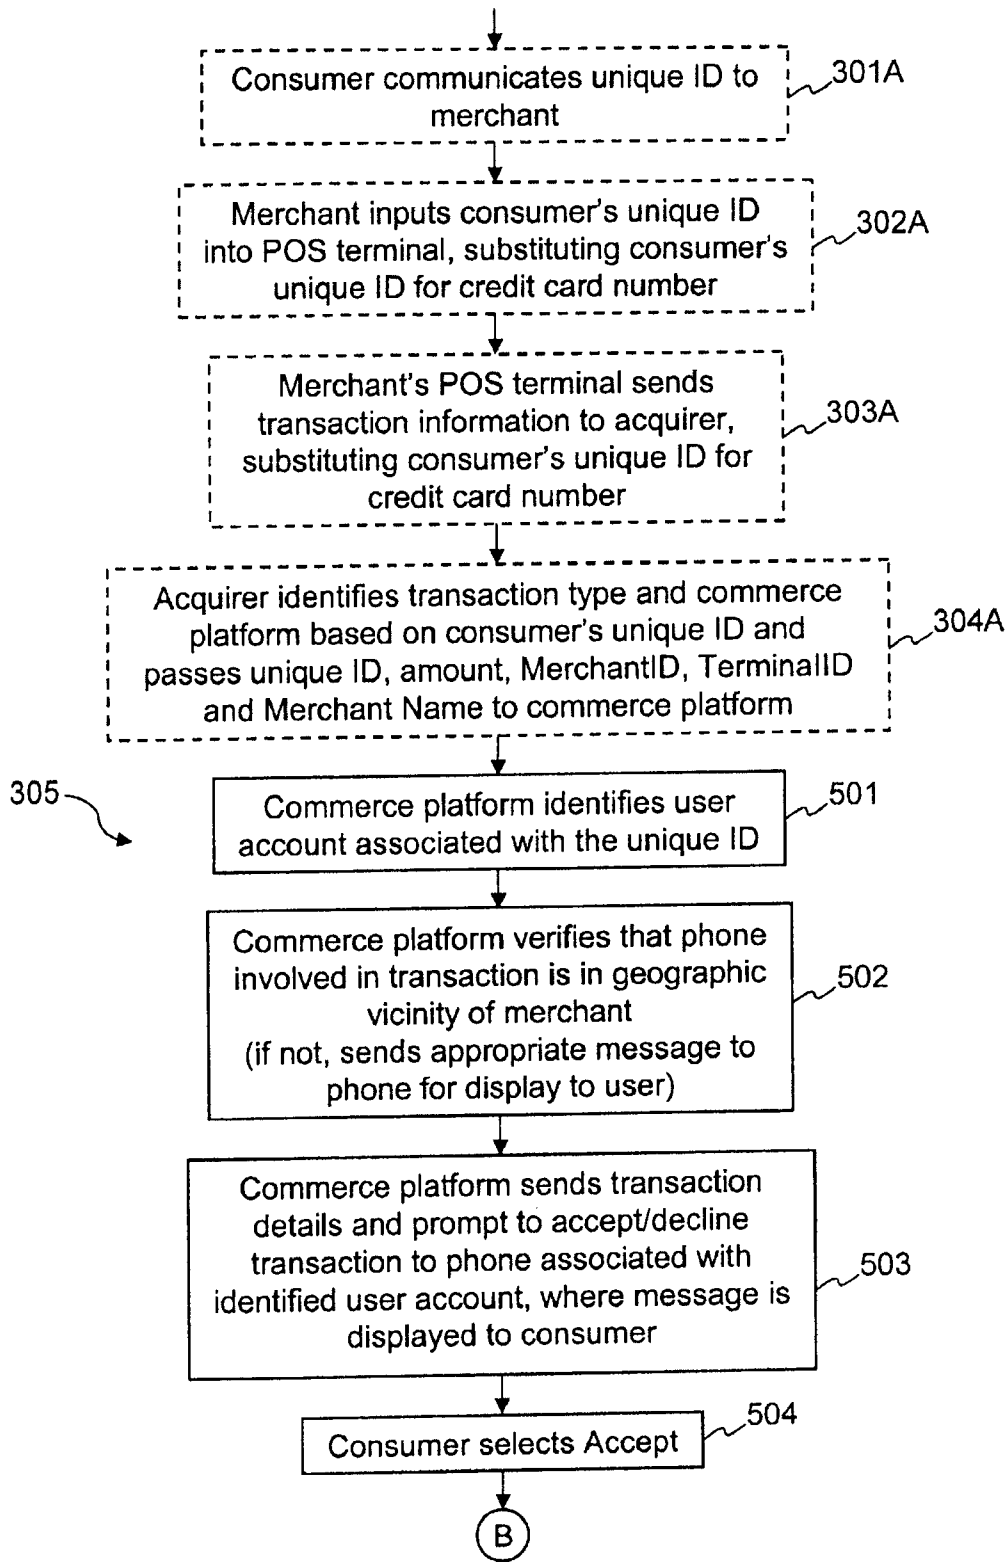 Consumer communicates unique ID to
merchant
301A
Merchant inputs consumer's unique ID
into POS terminal, substituting consumer's
unique ID for credit card number
302A
Merchant's POS terminal sends
transaction information to acquirer,
substituting consumer's unique ID for
credit card number
303A
Acquirer identifies transaction type and commerce
platform based on consumer's unique ID and
passes unique ID, amount, MerchantID, TerminalID
and Merchant Name to commerce platform
304A
305
Commerce platform identifies user
account associated with the unique ID
501
Commerce platform verifies that phone
involved in transaction is in geographic
vicinity of merchant
(if not, sends appropriate message to
phone for display to user)
502
Commerce platform sends transaction
details and prompt to accept/decline
transaction to phone associated with
identified user account, where message is
displayed to consumer
503
Consumer selects Accept
504
B